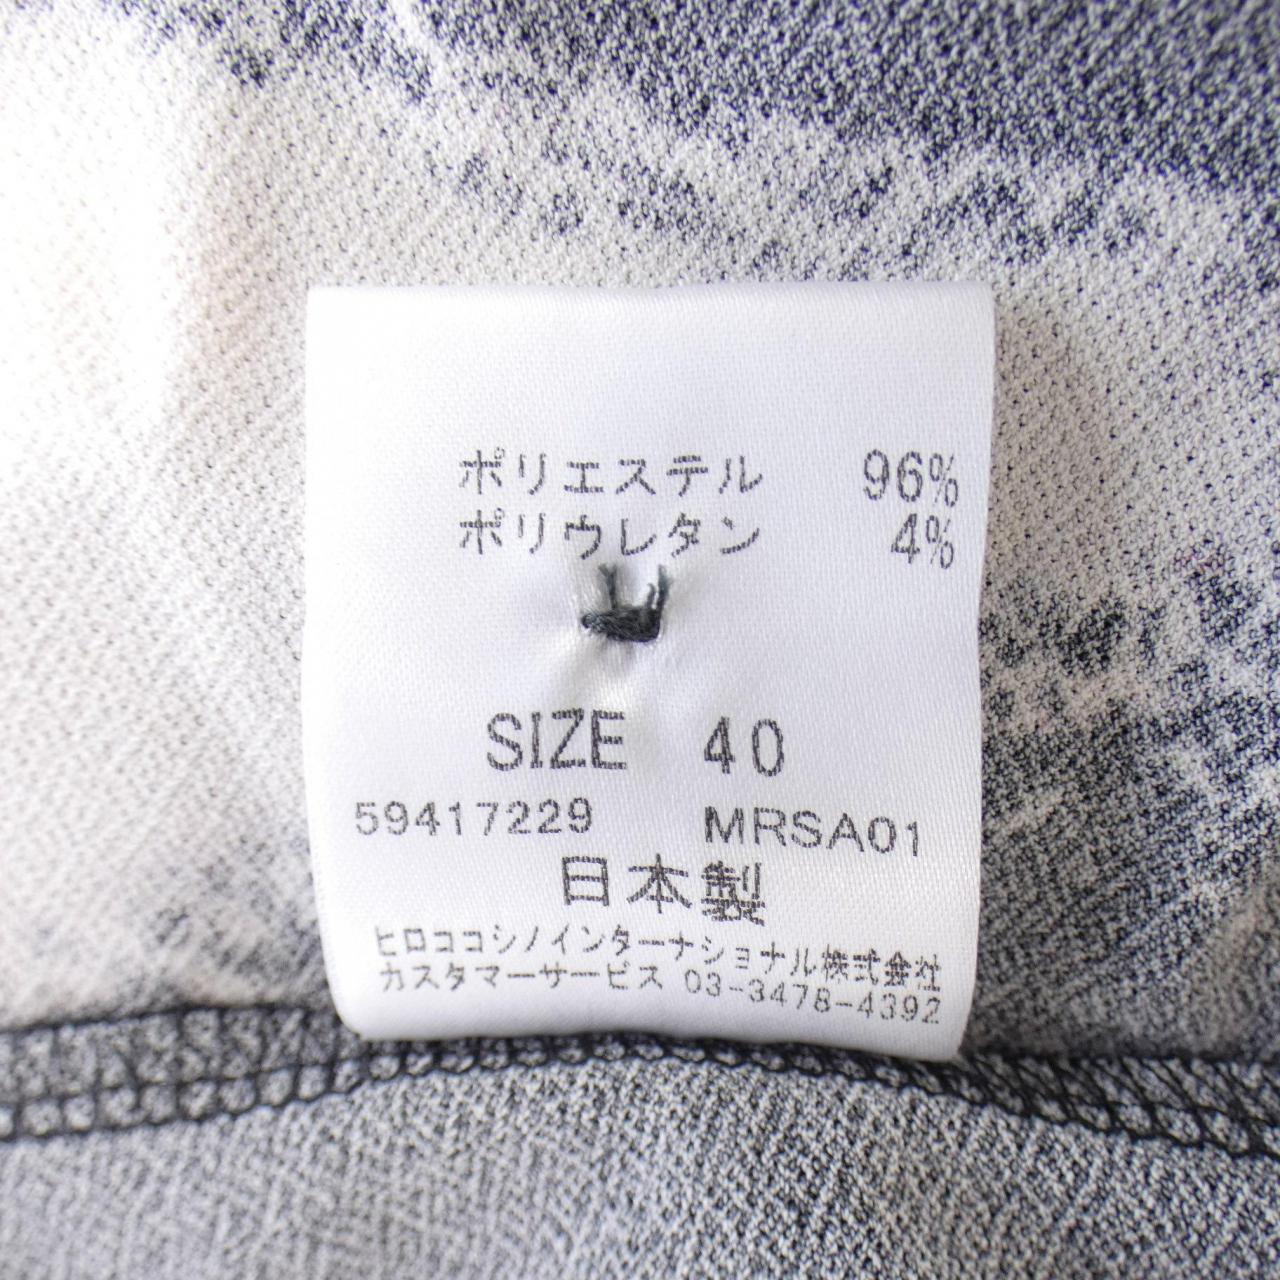 ポリエステル 96%
ポリウレタン 4%
SIZE 40
59417229 MRSA01
日本製
ヒロココシノインターナショナル株式会社
カスタマーサービス 03-3478-4392